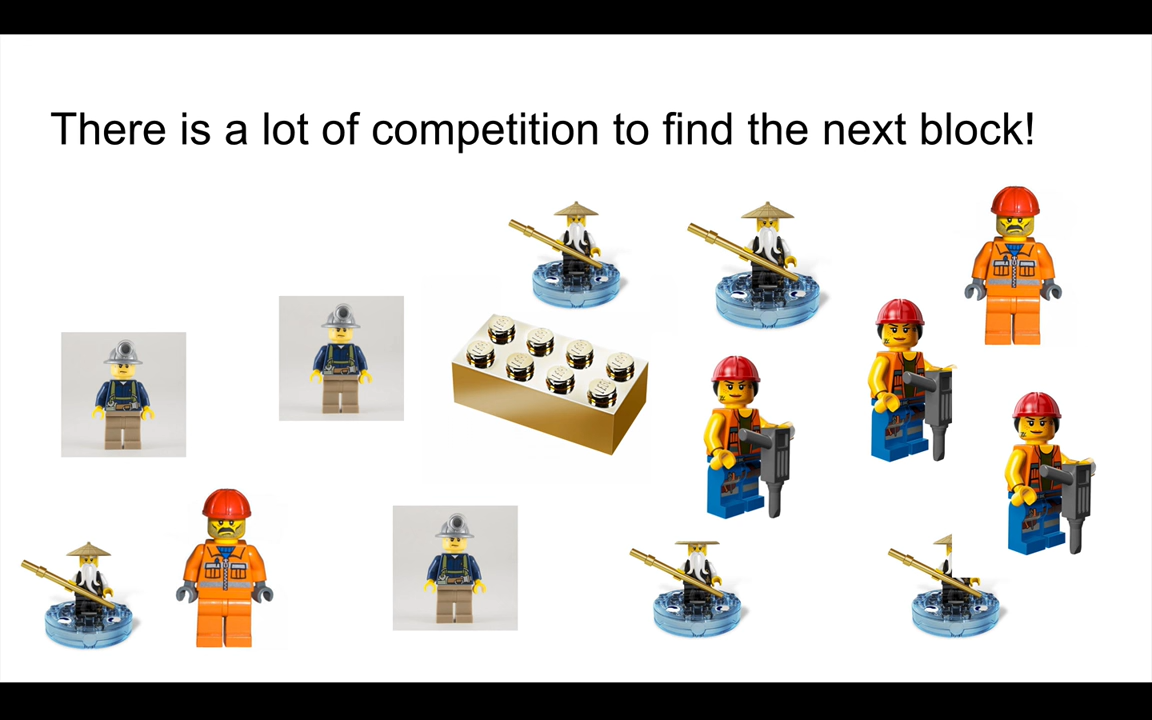 There is a lot of competition to find the next block!